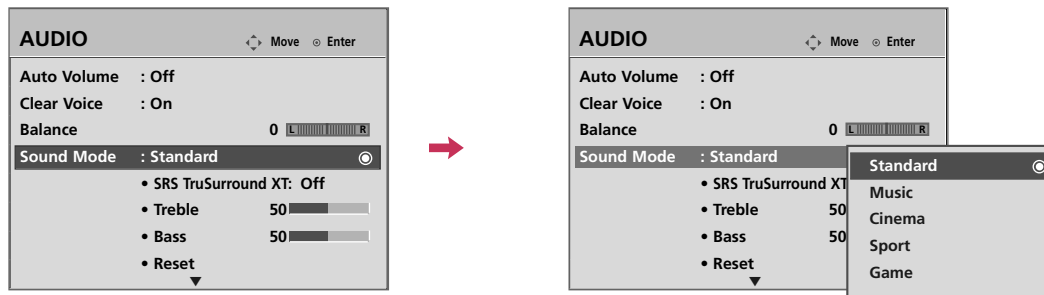 AUDIO Move Enter
Auto Volume : Off
Clear Voice : On
Balance 0 L R
Sound Mode : Standard
• SRS TruSurround XT: Off
• Treble 50
• Bass 50
• Reset
AUDIO Move Enter
Auto Volume : Off
Clear Voice : On
Balance 0 L R
Sound Mode : Standard
• SRS TruSurround XT
• Treble 50
• Bass 50
• Reset
Standard
Music
Cinema
Sport
Game